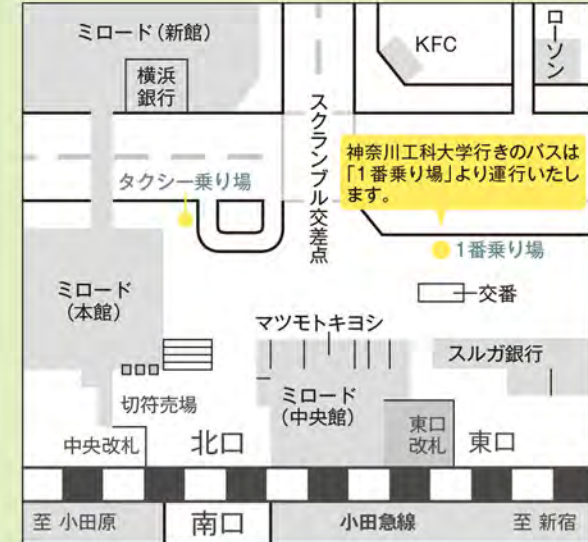 ミロード（新館）
横浜
銀行
KFC
ローソン
スクランブル交差点
神奈川工科大学行きのバスは
「1番乗り場」より運行いたし
ます。
タクシー乗り場
1番乗り場
ミロード
（本館）
交番
マツモトキヨシ
スルガ銀行
ミロード
（中央館）
切符売場
東口
改札
中央改札
北口
東口
至 小田原
南口
小田急線
至 新宿